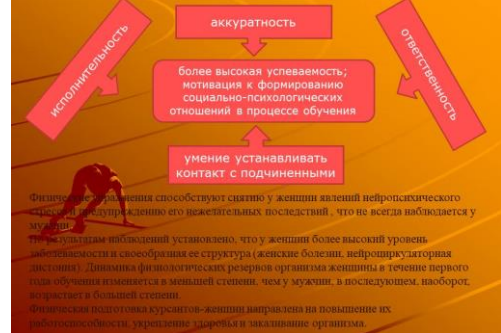 аккуратность
исполнительность
ответственность
более высокая успеваемость;
мотивация к формированию
социально-психологических
отношений в процессе обучения
умение устанавливать
контакт с подчиненными
Физические упражнения способствуют снятию у женщин явлений нейропсихического
стресса и предупреждению его нежелательных последствий , что не всегда наблюдается у
мужчин.
По результатам наблюдений установлено, что у женщин более высокий уровень
заболеваемости и своеобразная ее структура (женские болезни, нейроциркуляторная
дистония). Динамика физиологических резервов организма женщины в течение первого
года обучения изменяется в меньшей степени, чем у мужчин, в последующем, наоборот,
возрастает в большей степени.
Физическая подготовка курсантов-женщин направлена на повышение их
работоспособности, укрепление здоровья и закаливание организма.